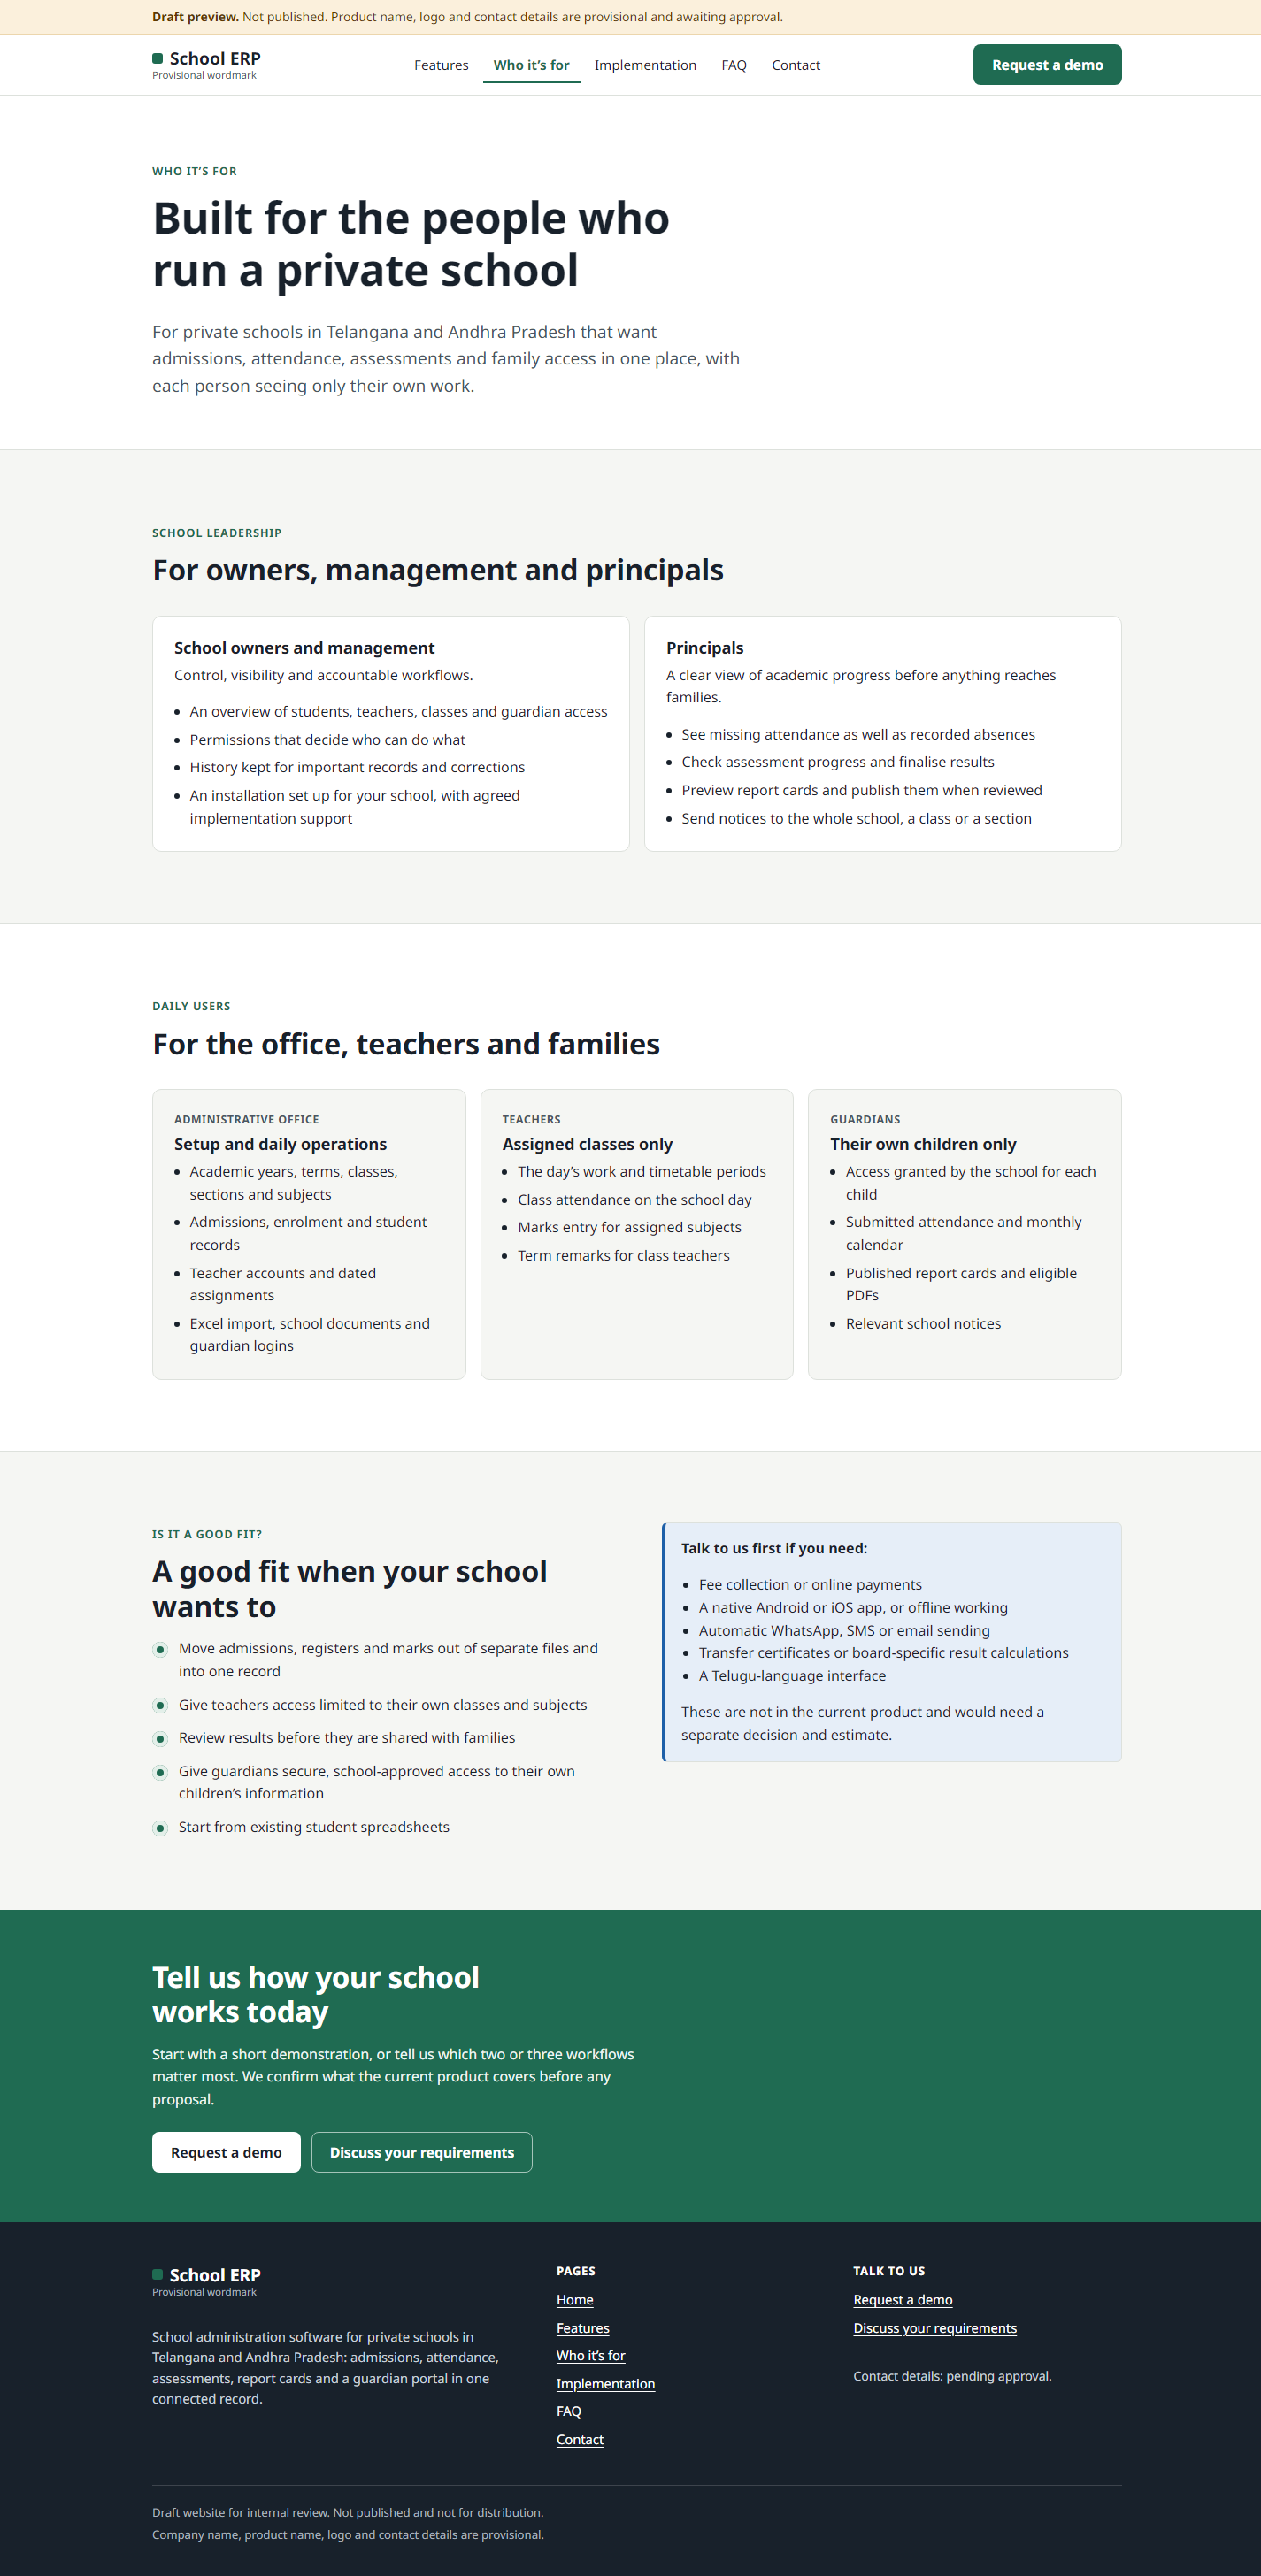 Draft preview. Not published. Product name, logo and contact details are provisional and awaiting approval.
School ERP
Provisional wordmark
Features
Who it’s for
Implementation
FAQ
Contact
Request a demo
WHO IT’S FOR
Built for the people who
run a private school
For private schools in Telangana and Andhra Pradesh that want
admissions, attendance, assessments and family access in one place, with
each person seeing only their own work.
SCHOOL LEADERSHIP
For owners, management and principals
School owners and management
Control, visibility and accountable workflows.
An overview of students, teachers, classes and guardian access
Permissions that decide who can do what
History kept for important records and corrections
An installation set up for your school, with agreed
implementation support
Principals
A clear view of academic progress before anything reaches
families.
See missing attendance as well as recorded absences
Check assessment progress and finalise results
Preview report cards and publish them when reviewed
Send notices to the whole school, a class or a section
DAILY USERS
For the office, teachers and families
ADMINISTRATIVE OFFICE
Setup and daily operations
Academic years, terms, classes,
sections and subjects
Admissions, enrolment and student
records
Teacher accounts and dated
assignments
Excel import, school documents and
guardian logins
TEACHERS
Assigned classes only
The day’s work and timetable periods
Class attendance on the school day
Marks entry for assigned subjects
Term remarks for class teachers
GUARDIANS
Their own children only
Access granted by the school for each
child
Submitted attendance and monthly
calendar
Published report cards and eligible
PDFs
Relevant school notices
IS IT A GOOD FIT?
A good fit when your school
wants to
Move admissions, registers and marks out of separate files and
into one record
Give teachers access limited to their own classes and subjects
Review results before they are shared with families
Give guardians secure, school-approved access to their own
children’s information
Start from existing student spreadsheets
Talk to us first if you need:
Fee collection or online payments
A native Android or iOS app, or offline working
Automatic WhatsApp, SMS or email sending
Transfer certificates or board-specific result calculations
A Telugu-language interface
These are not in the current product and would need a
separate decision and estimate.
Tell us how your school
works today
Start with a short demonstration, or tell us which two or three workflows
matter most. We confirm what the current product covers before any
proposal.
Request a demo
Discuss your requirements
School ERP
Provisional wordmark
School administration software for private schools in
Telangana and Andhra Pradesh: admissions, attendance,
assessments, report cards and a guardian portal in one
connected record.
PAGES
Home
Features
Who it’s for
Implementation
FAQ
Contact
TALK TO US
Request a demo
Discuss your requirements
Contact details: pending approval.
Draft website for internal review. Not published and not for distribution.
Company name, product name, logo and contact details are provisional.